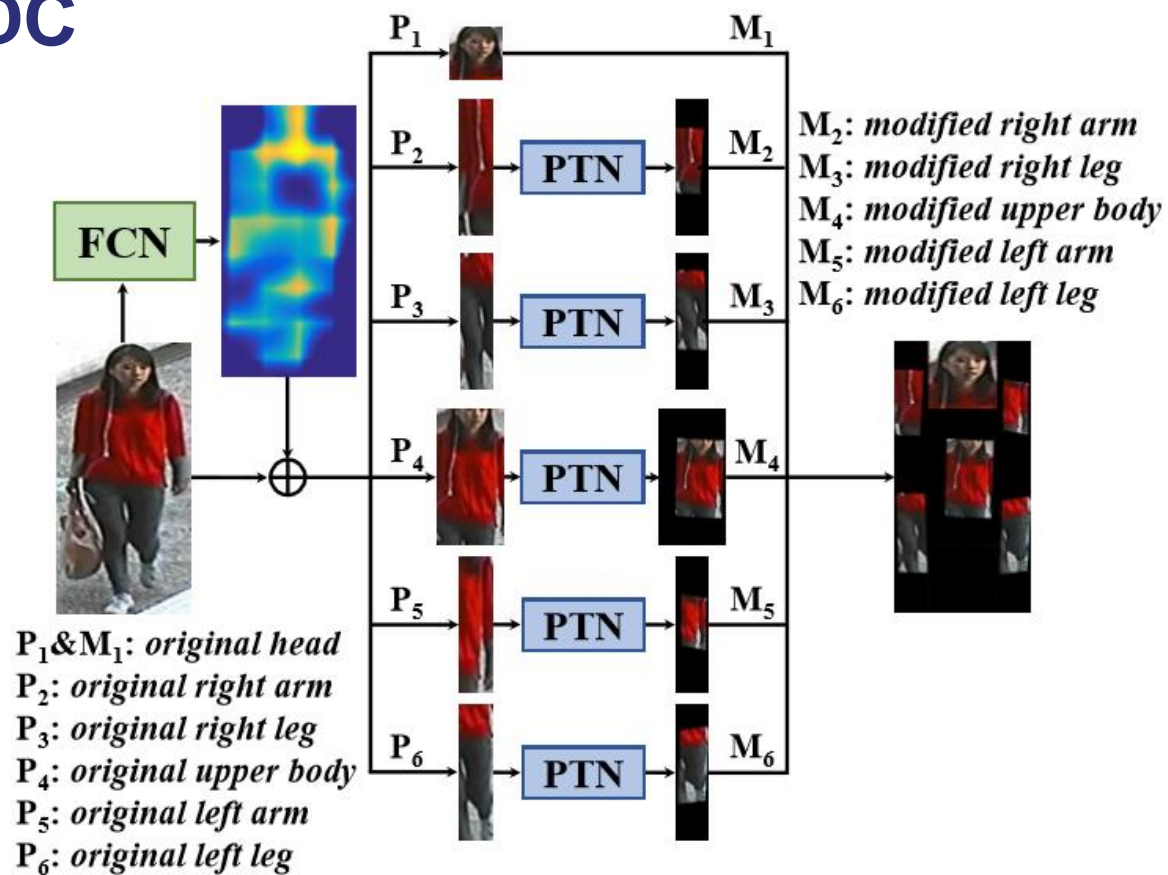 P₁ M₁
P₂ PTN M₂
M₂: modified right arm
M₃: modified right leg
M₄: modified upper body
M₅: modified left arm
M₆: modified left leg
FCN
P₃ PTN M₃
P₄ PTN M₄
P₅ PTN M₅
P₆ PTN M₆
P₁&M₁: original head
P₂: original right arm
P₃: original right leg
P₄: original upper body
P₅: original left arm
P₆: original left leg